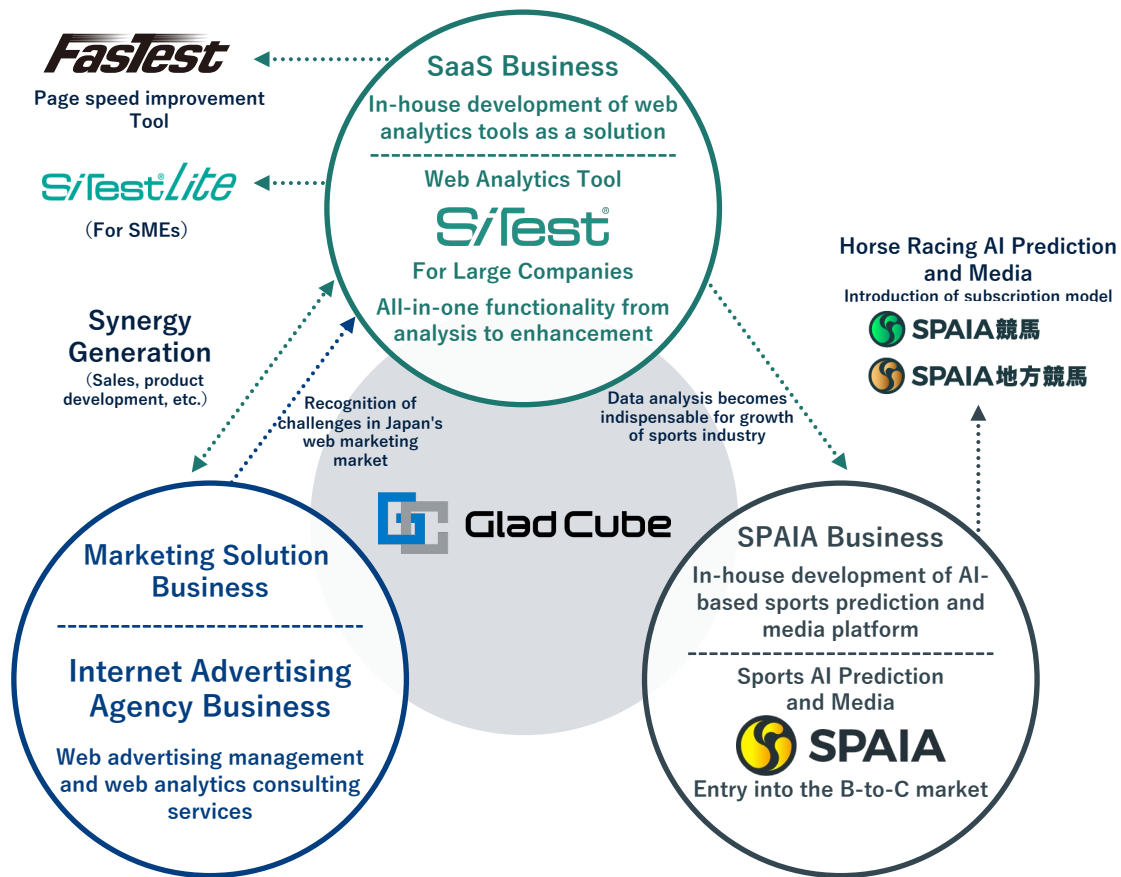 FasTest
Page speed improvement
Tool
SiTest® Lite
(For SMEs)
SaaS Business
In-house development of web
analytics tools as a solution
Web Analytics Tool
SiTest®
For Large Companies
All-in-one functionality from
analysis to enhancement
Horse Racing AI Prediction
and Media
Introduction of subscription model
SPAIA競馬
SPAIA地方競馬
Synergy
Generation
(Sales, product
development, etc.)
Recognition of
challenges in Japan's
web marketing
market
Data analysis becomes
indispensable for growth
of sports industry
Glad Cube
Marketing Solution
Business
Internet Advertising
Agency Business
Web advertising management
and web analytics consulting
services
SPAIA Business
In-house development of AI-
based sports prediction and
media platform
Sports AI Prediction
and Media
SPAIA
Entry into the B-to-C market